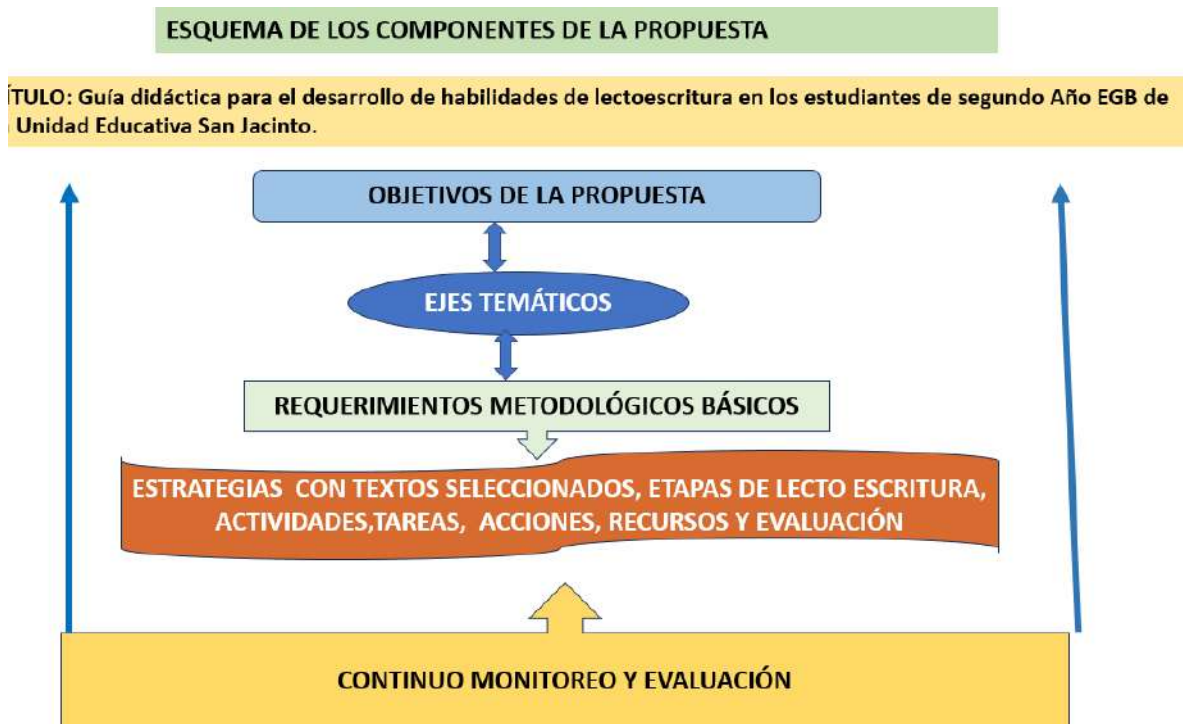 ESQUEMA DE LOS COMPONENTES DE LA PROPUESTA
ÍTULO: Guía didáctica para el desarrollo de habilidades de lectoescritura en los estudiantes de segundo Año EGB de
Unidad Educativa San Jacinto.
OBJETIVOS DE LA PROPUESTA
EJES TEMÁTICOS
REQUERIMIENTOS METODOLÓGICOS BÁSICOS
ESTRATEGIAS CON TEXTOS SELECCIONADOS, ETAPAS DE LECTO ESCRITURA,
ACTIVIDADES,TAREAS, ACCIONES, RECURSOS Y EVALUACIÓN
CONTINUO MONITOREO Y EVALUACIÓN